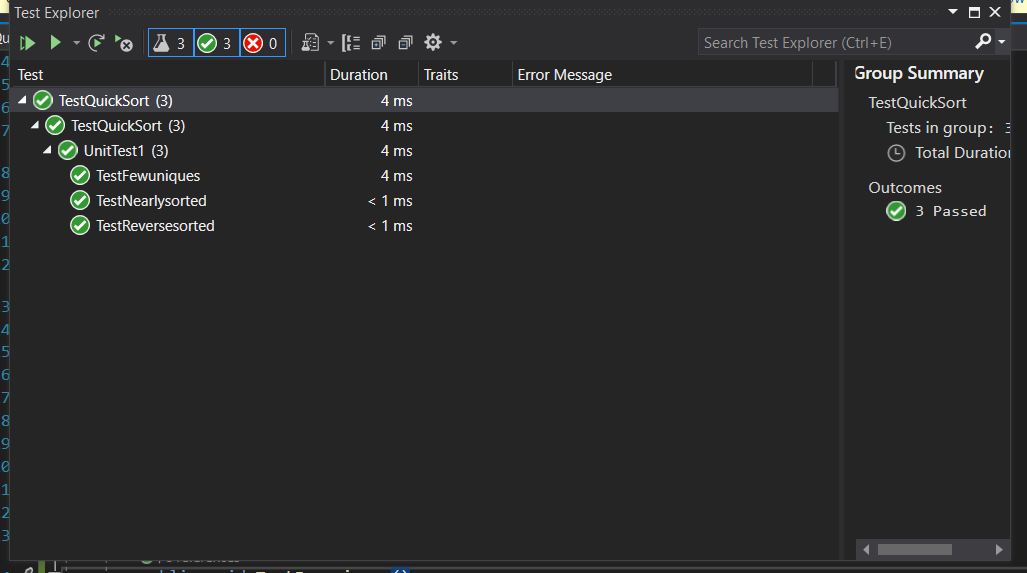 Test Explorer
3 3 0
Search Test Explorer (Ctrl+E)
Test Duration Traits Error Message
TestQuickSort (3) 4 ms
TestQuickSort (3) 4 ms
UnitTest1 (3) 4 ms
TestFewuniques 4 ms
TestNearlysorted < 1 ms
TestReversesorted < 1 ms
Group Summary
TestQuickSort
Tests in group: 3
Total Duration
Outcomes
3 Passed